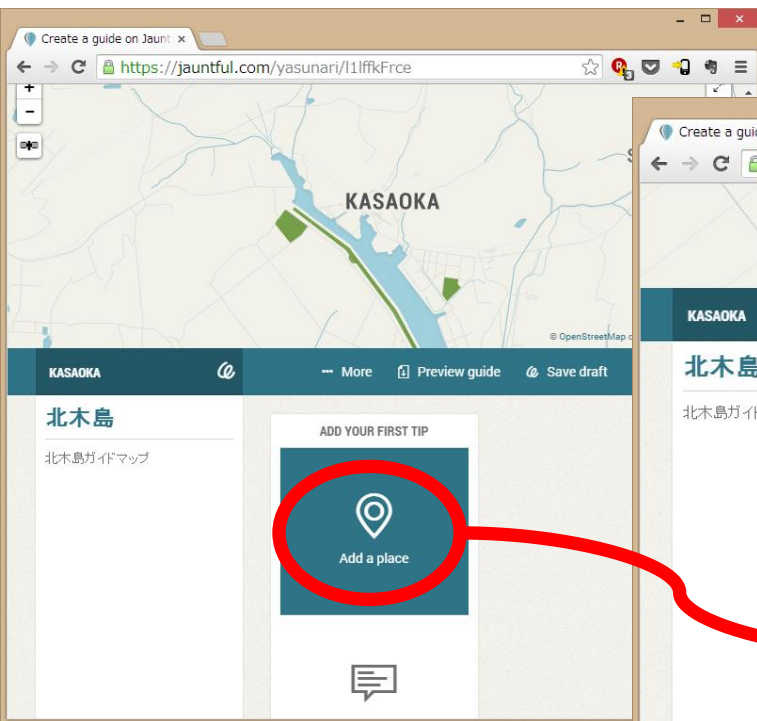 Create a guide on Jaunt
https://jauntful.com/yasunari/l1lffkFrce
KASAOKA
© OpenStreetMap
KASAOKA
More
Preview guide
Save draft
北木島
北木島ガイドマップ
ADD YOUR FIRST TIP
Add a place
Create a gui
KASAOKA
北木島
北木島ガイ